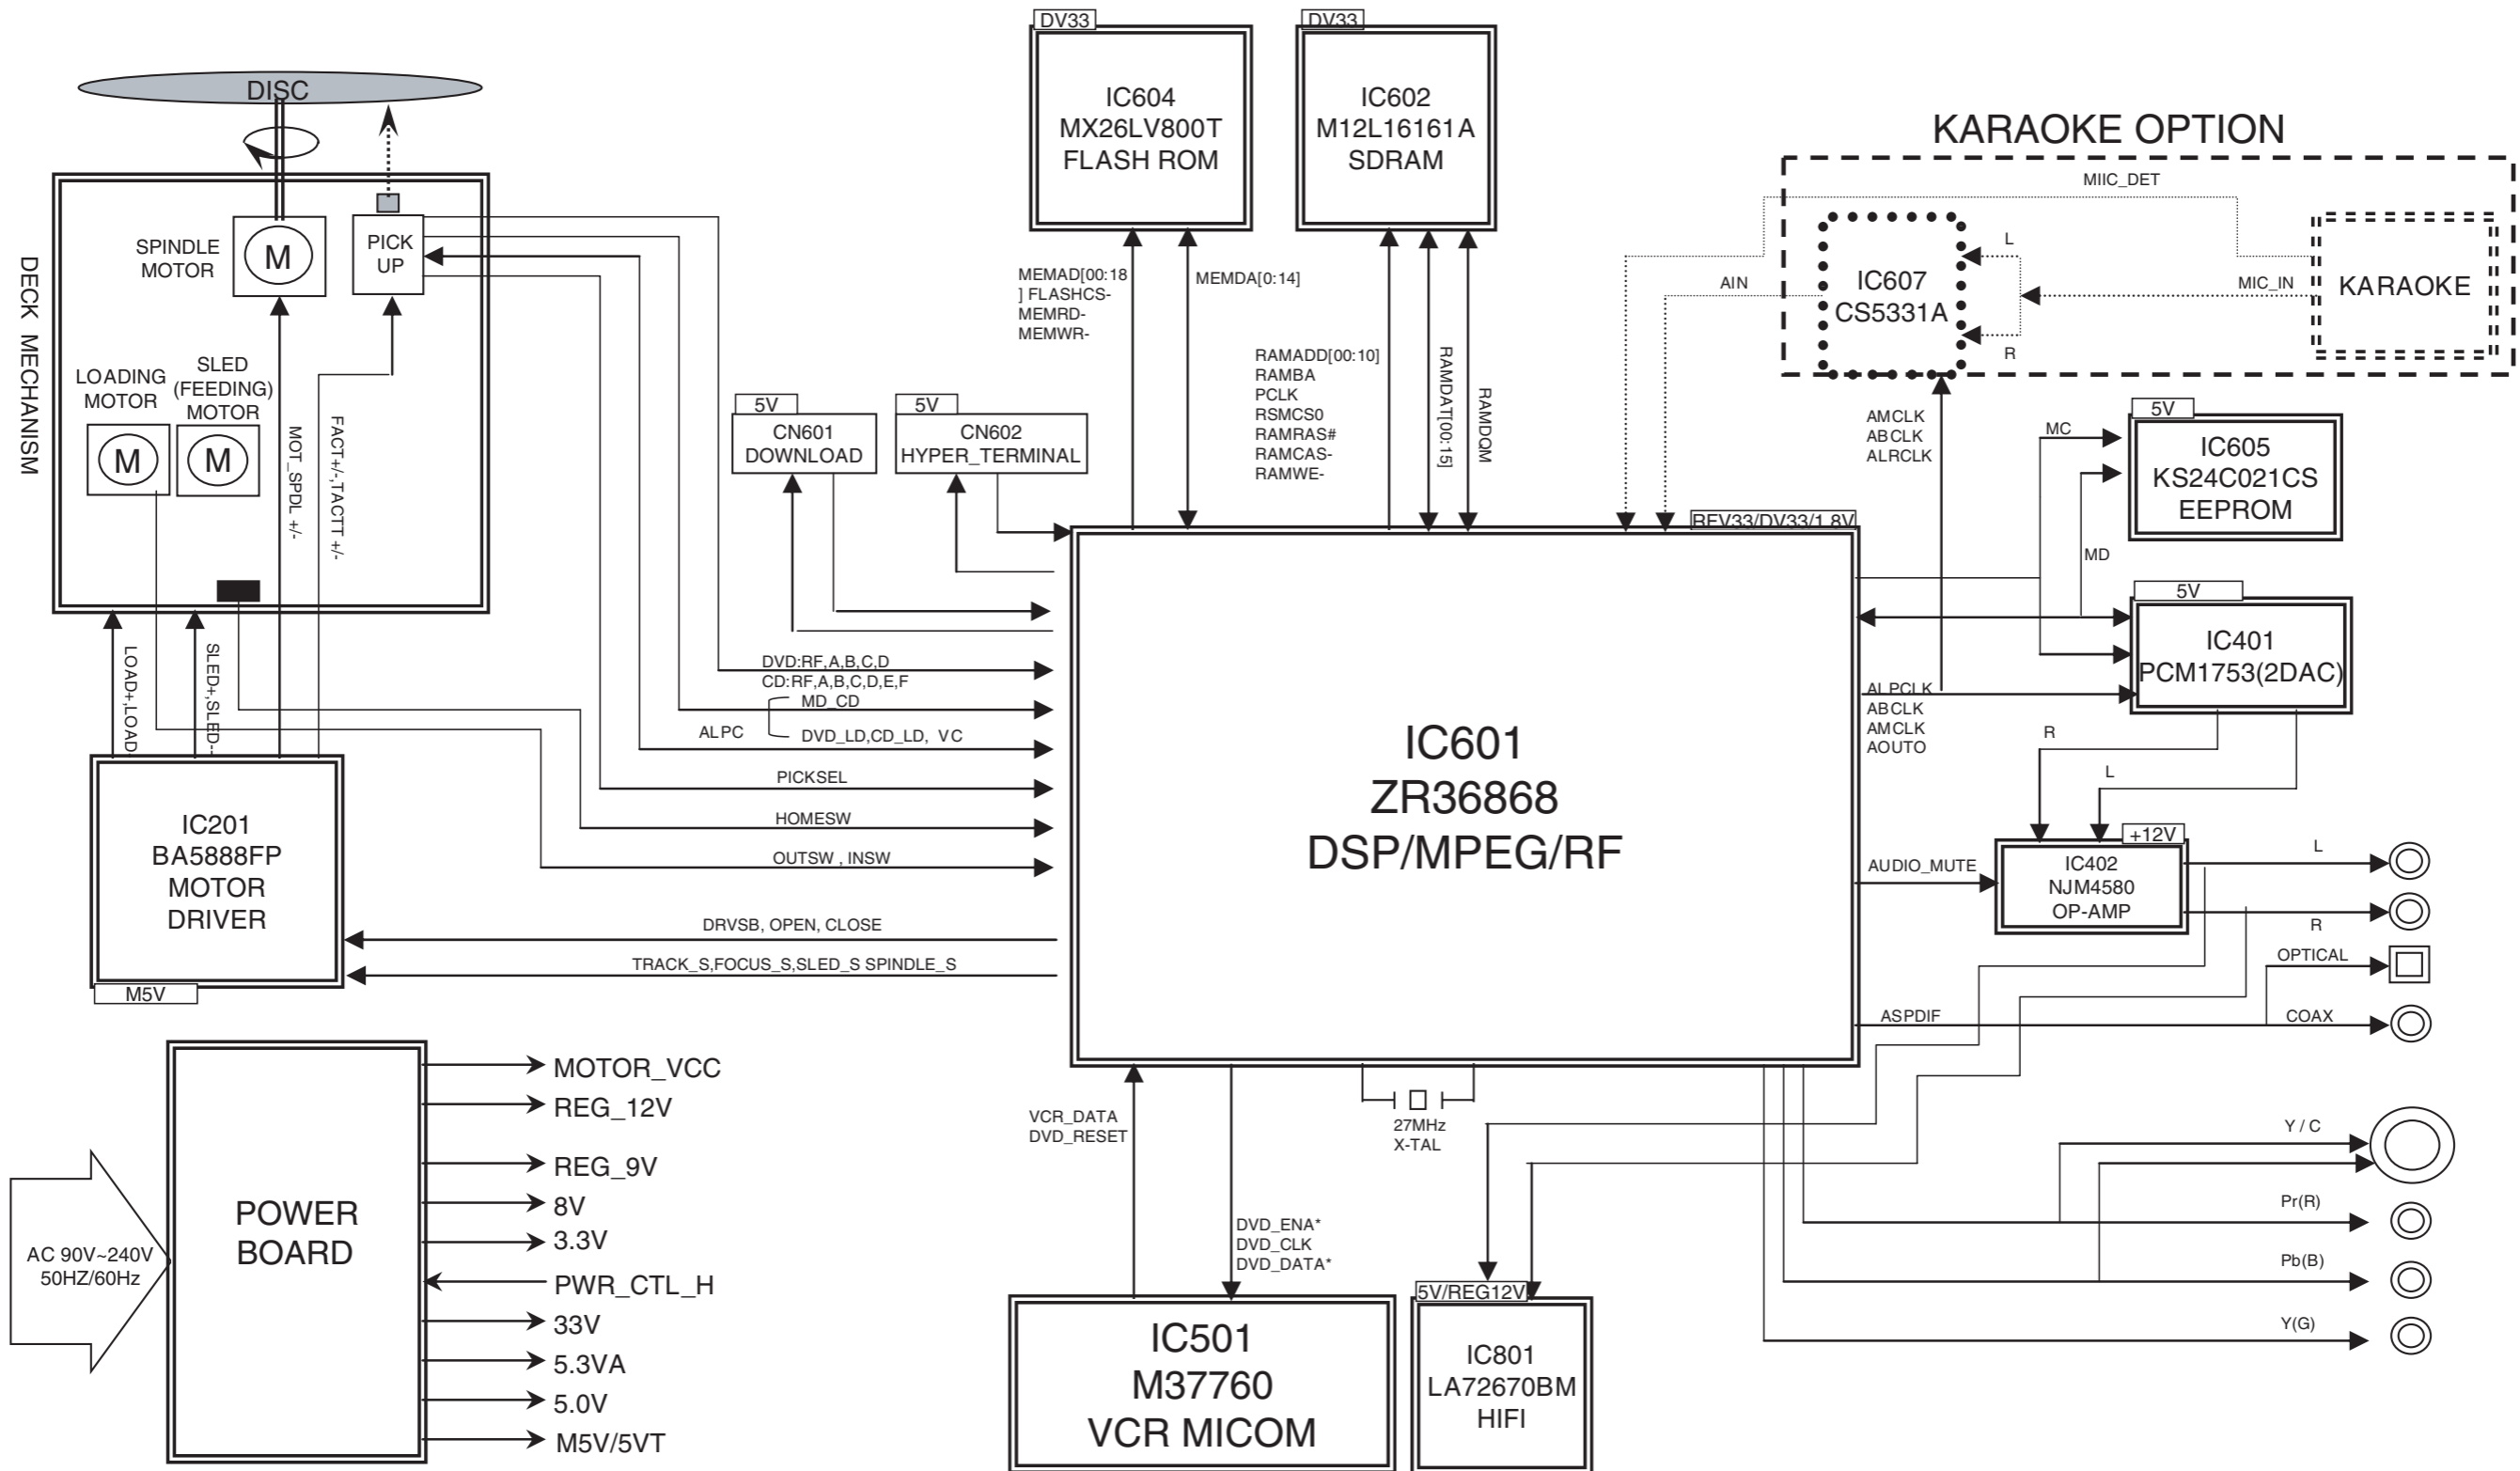 DISC
DECK MECHANISM
SPINDLE
MOTOR
M
PICK
UP
LOADING
MOTOR
M
SLED
(FEEDING)
MOTOR
M
MOT_SPDL +/-
FACT+/-,TACTT +/-
LOAD+,LOAD-
SLED+,SLED-
IC201
BA5888FP
MOTOR
DRIVER
M5V
DV33
IC604
MX26LV800T
FLASH ROM
DV33
IC602
M12L16161A
SDRAM
MEMAD[00:18
] FLASHCS-
MEMRD-
MEMWR-
MEMDA[0:14]
RAMADD[00:10]
RAMBA
PCLK
RSMCS0
RAMRAS#
RAMCAS-
RAMWE-
RAMDAT[00:15]
RAMDQM
5V
CN601
DOWNLOAD
5V
CN602
HYPER_TERMINAL
KARAOKE OPTION
MIIC_DET
L
AIN
IC607
CS5331A
MIC_IN
KARAOKE
R
AMCLK
ABCLK
ALRCLK
MC
5V
IC605
KS24C021CS
EEPROM
MD
5V
IC401
PCM1753(2DAC)
REV33/DV33/1.8V
IC601
ZR36868
DSP/MPEG/RF
DVD:RF,A,B,C,D
CD:RF,A,B,C,D,E,F
MD_CD
ALPC
DVD_LD,CD_LD, VC
PICKSEL
HOMESW
OUTSW , INSW
DRVSB, OPEN, CLOSE
TRACK_S,FOCUS_S,SLED_S SPINDLE_S
ALPCLK
ABCLK
AMCLK
AOUTO
R
L
+12V
IC402
NJM4580
OP-AMP
AUDIO_MUTE
L
R
OPTICAL
ASPDIF
COAX
Y / C
Pr(R)
Pb(B)
Y(G)
VCR_DATA
DVD_RESET
27MHz
X-TAL
DVD_ENA*
DVD_CLK
DVD_DATA*
IC501
M37760
VCR MICOM
5V/REG12V
IC801
LA72670BM
HIFI
AC 90V~240V
50HZ/60Hz
POWER
BOARD
MOTOR_VCC
REG_12V
REG_9V
8V
3.3V
PWR_CTL_H
33V
5.3VA
5.0V
M5V/5VT